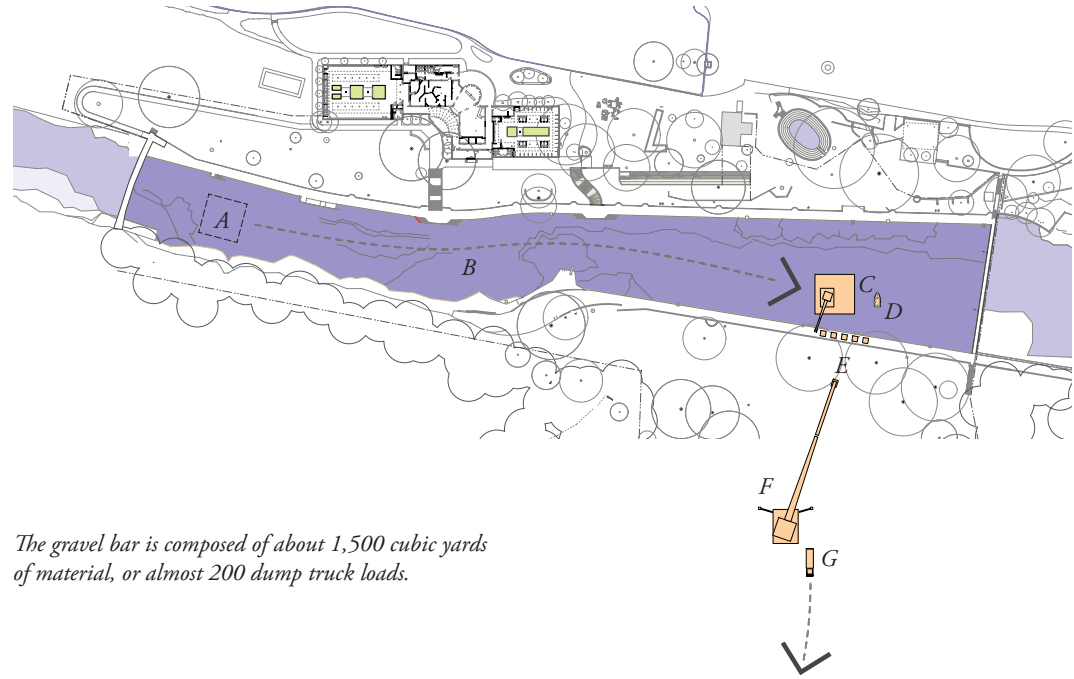 A
B
C
D
E
F
G
The gravel bar is composed of about 1,500 cubic yards
of material, or almost 200 dump truck loads.